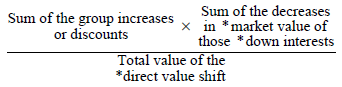 Sum of the group increases
or discounts
×
Sum of the decreases
in *market value of
those *down interests
Total value of the
*direct value shift